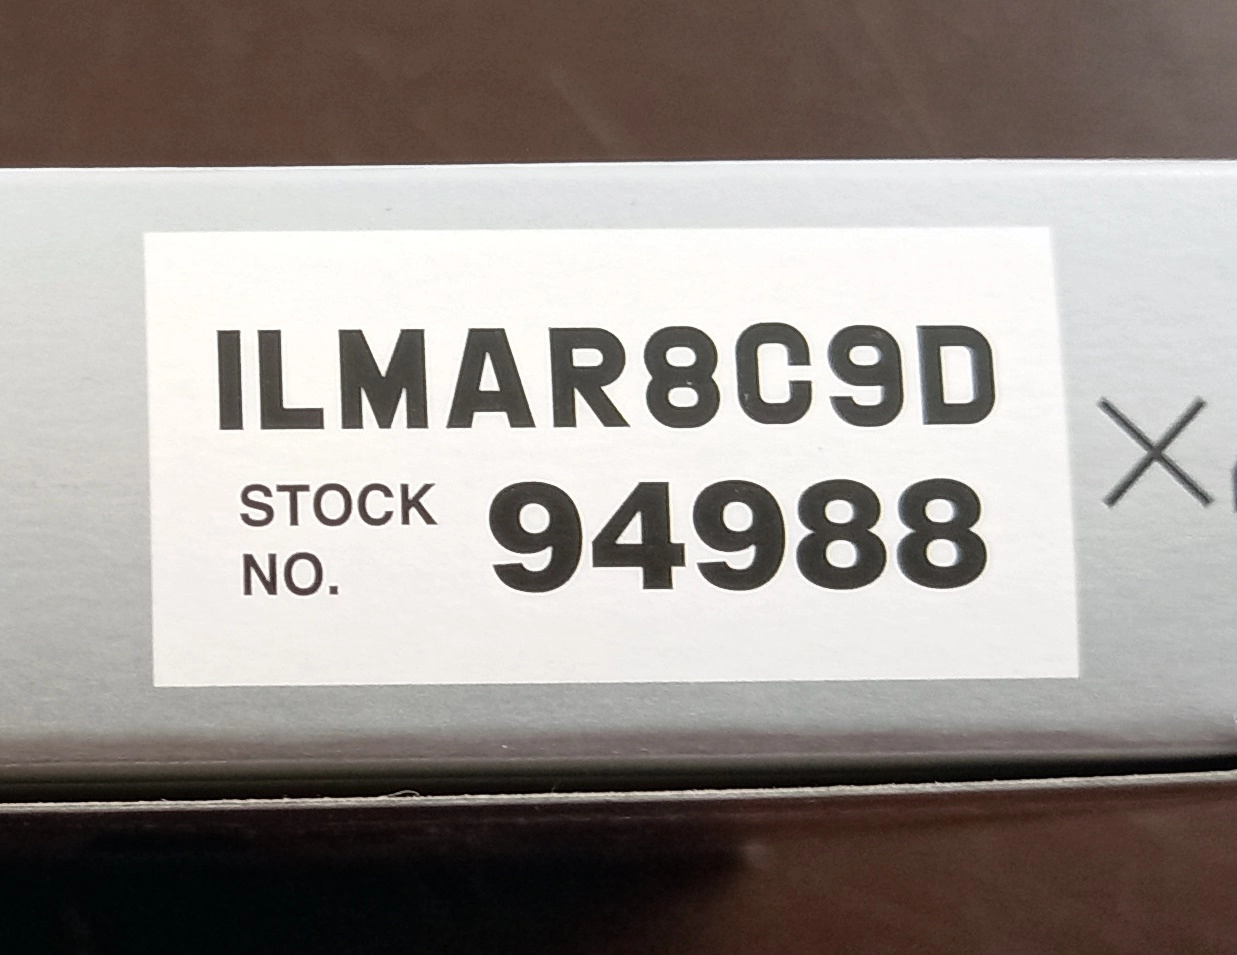 ILMAR8C9D
STOCK
NO.
94988
×